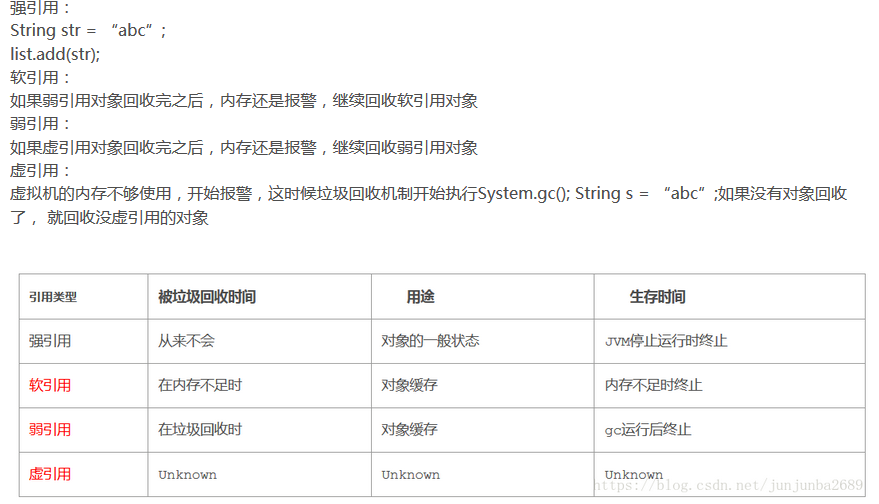 强引用：
String str = “abc“ ;
list.add(str);
软引用：
如果弱引用对象回收完之后，内存还是报警，继续回收软引用对象
弱引用：
如果虚引用对象回收完之后，内存还是报警，继续回收弱引用对象
虚引用：
虚拟机的内存不够使用，开始报警，这时候垃圾回收机制开始执行System.gc(); String s = “abc”;如果没有对象回收
了， 就回收没虚引用的对象
引用类型 被垃圾回收时间 用途 生存时间
强引用 从来不会 对象的一般状态 JVM停止运行时终止
软引用 在内存不足时 对象缓存 内存不足时终止
弱引用 在垃圾回收时 对象缓存 gc运行后终止
虚引用 Unknown Unknown Unknown
https://blog.csdn.net/junjunba2689